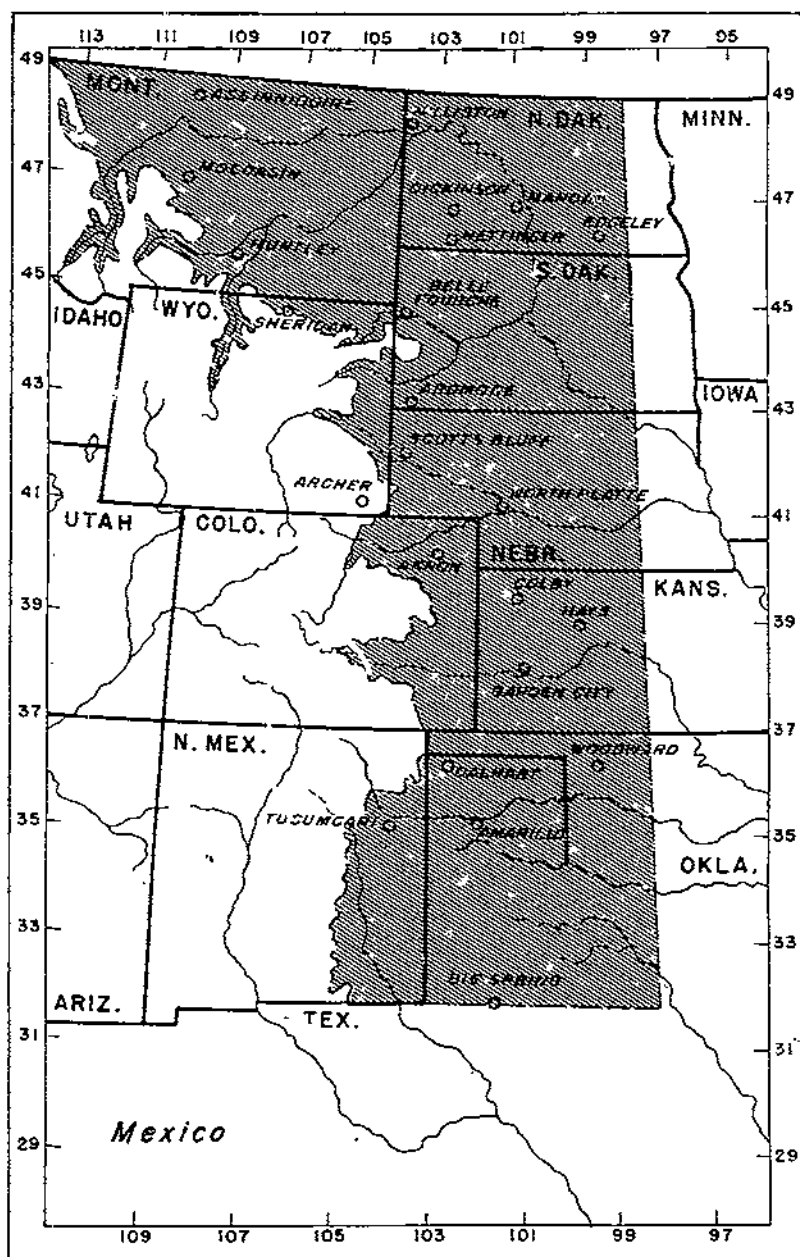 113 111 109 107 105 103 101 99 97 95
49 49
MONT. N. DAK. MINN.
WILLISTON
MOCCASIN
47 47
DICKINSON MANDAN
EDGELEY
HETTINGER
HUNTLEY
S. DAK.
45 45
BELLE
FOURCHE
IDAHO WYO.
SHERIDAN
43 43
ARDMORE
IOWA
SCOTTS BLUFF
ARCHER
NORTH PLATTE
41 41
UTAH COLO.
AKRON NEBR.
COLBY KANS.
HAYS
39 39
GARDEN CITY
37 37
N. MEX.
WOODWARD
DALHART
35 35
TUCUMCARI AMARILLO
OKLA.
33 33
BIG SPRING
ARIZ. TEX.
31 31
Mexico
29 29
109 107 105 103 101 99 97